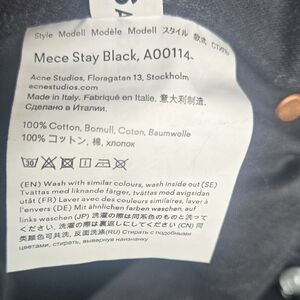 Style Modell Modèle Modell スタイル 款式
Mece Stay Black, A00114-
Acne Studios, Floragatan 13, Stockholm
acnestudios.com
Made in Italy. Fabriqué en Italie, 意大利制造.
Сделано в Италии
100% Cotton, Bomull, Coton, Baumwolle
100% コットン, 棉, хлопок
(EN) Wash with similar colours, wash inside out (SE)
Tvättas med liknande färger, tvättas med avigsidan
utåt (FR) Laver avec des couleurs similaires, laver à
l'envers (DE) Mit ähnlichen farben waschen, auf
links waschen (JP) 洗濯の際は同系色のものと洗
ってください 洗濯の際は裏返しにしてください (CN) 同
类颜色可共洗, 反面洗涤 (RU) Стирать с подобными
цветами, стирать, вывернув наизнанку